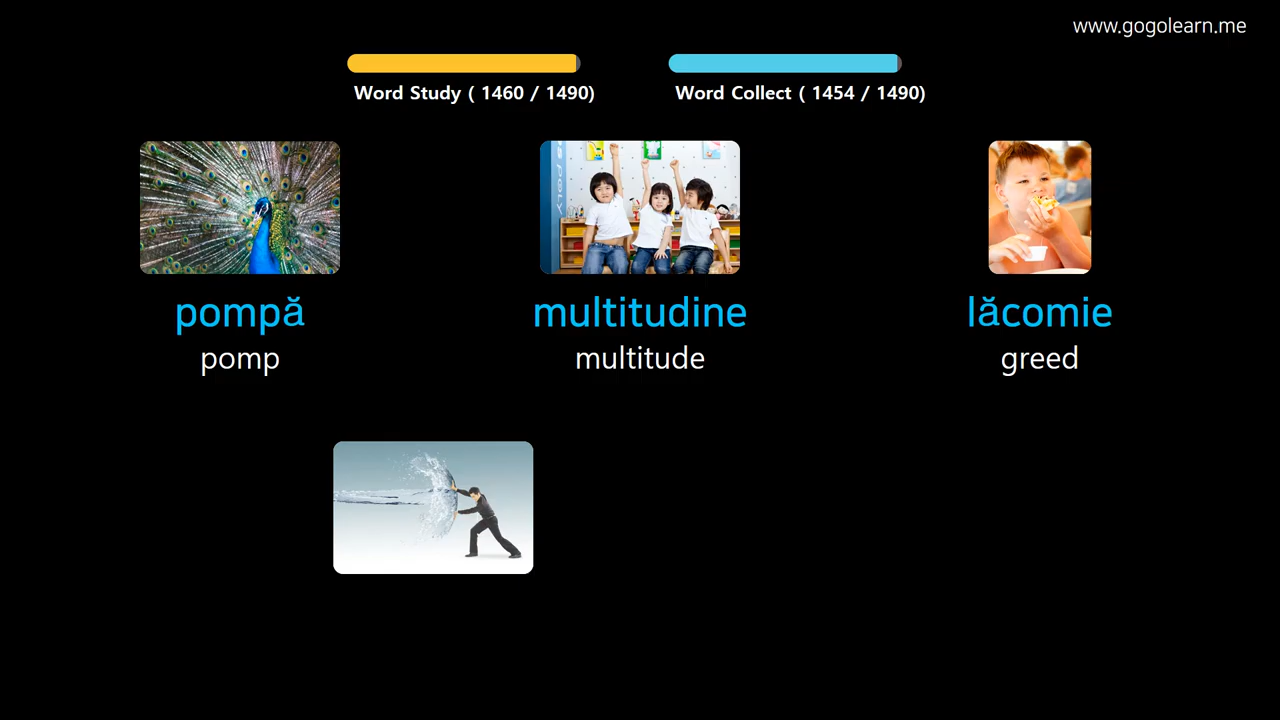 www.gogolearn.me
Word Study ( 1460 / 1490)
Word Collect ( 1454 / 1490)
pompă
multitudine
lăcomie
pomp
multitude
greed